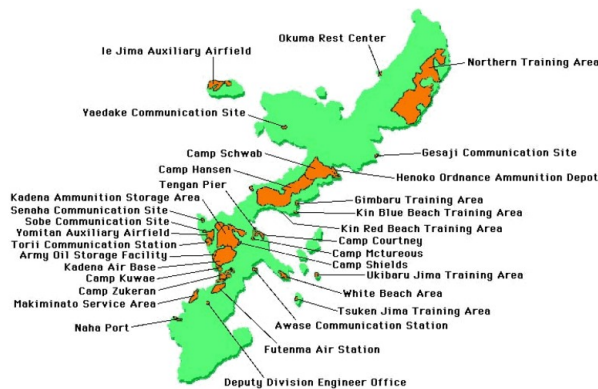 Ie Jima Auxiliary Airfield
Okuma Rest Center
Northern Training Area
Yaedake Communication Site
Camp Schwab
Gesaji Communication Site
Camp Hansen
Henoko Ordnance Ammunition Depot
Tengan Pier
Kadena Ammunition Storage Area
Gimbaru Training Area
Senaha Communication Site
Kin Blue Beach Training Area
Sobe Communication Site
Kin Red Beach Training Area
Yomitan Auxiliary Airfield
Camp Courtney
Torii Communication Station
Camp Mctureous
Army Oil Storage Facility
Camp Shields
Kadena Air Base
Ukibaru Jima Training Area
Camp Kuwae
Camp Zukeran
White Beach Area
Makiminato Service Area
Tsuken Jima Training Area
Naha Port
Awase Communication Station
Futenma Air Station
Deputy Division Engineer Office